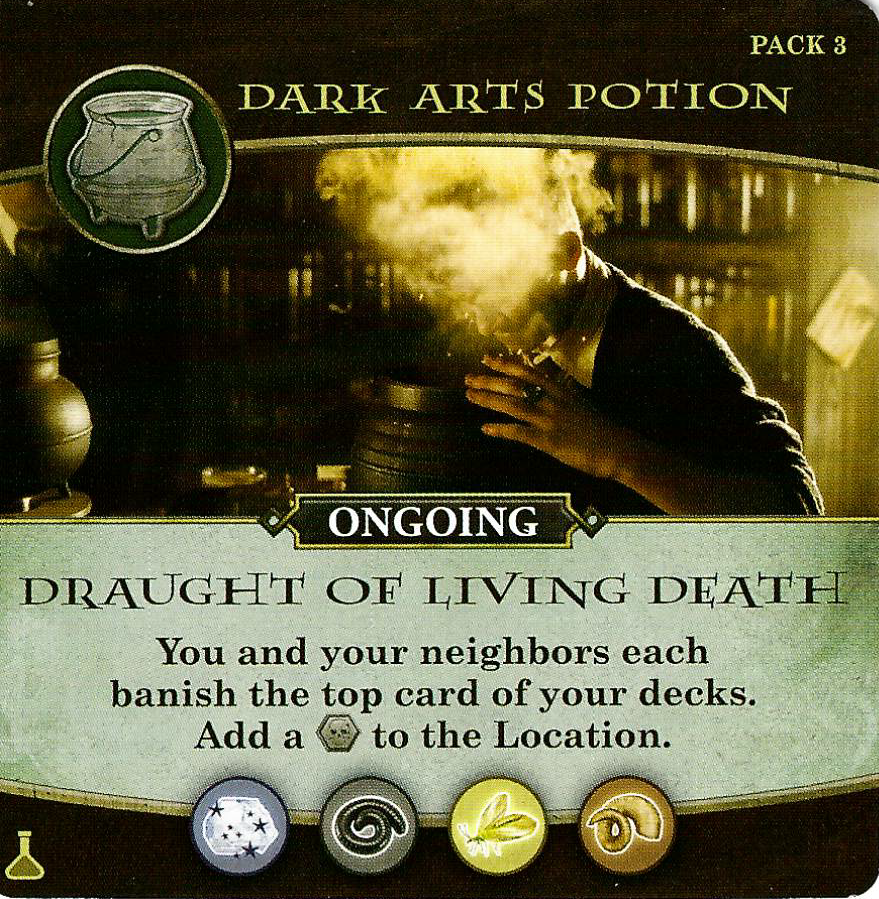 PACK 3
DARK ARTS POTION
ONGOING
DRAUGHT OF LIVING DEATH
You and your neighbors each
banish the top card of your decks.
Add a to the Location.